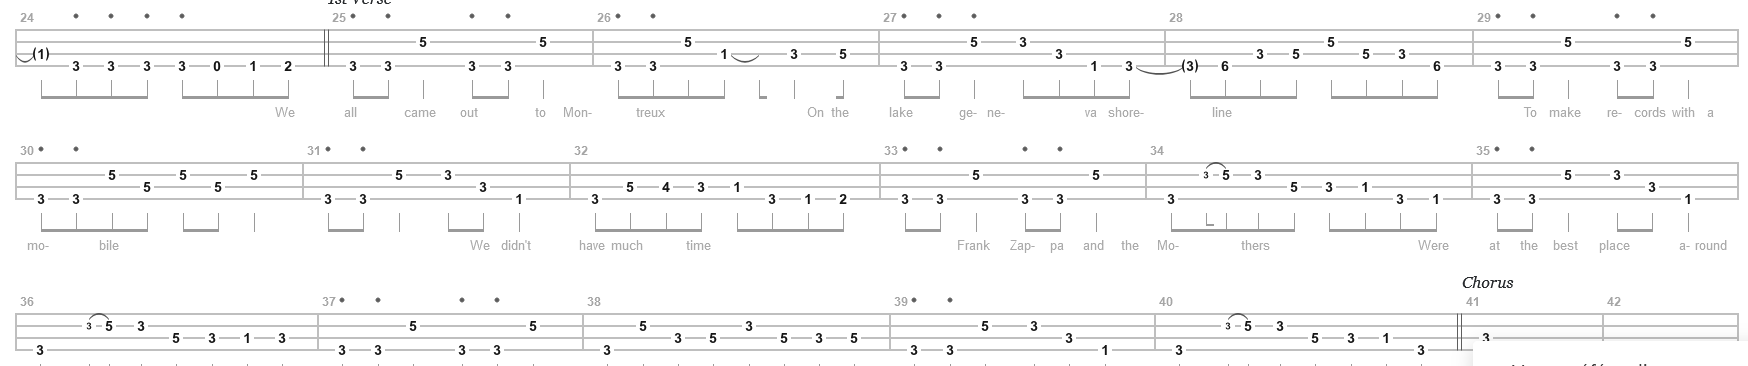 1st Verse
24 25 26 27 28 29
(1) 3 3 3 3 0 1 2 3 3 5 3 3 5 3 3 5 1 3 5 3 3 5 3 3 1 3 (3) 6 3 5 5 5 3 6 3 3 5 3 3 5
We all came out to Mon- treux On the lake ge- ne- va shore- line To make re- cords with a
30 31 32 33 34 35
3 3 5 5 5 5 5 3 3 5 3 3 1 3 5 4 3 1 3 1 2 3 3 5 3 3 5 3 3 5 3 5 3 1 3 1 3 3 5 3 3 1
mo- bile We didn't have much time Frank Zap- pa and the Mo- thers Were at the best place a- round
Chorus
36 37 38 39 40 41 42
3 3 5 3 5 3 1 3 3 3 5 3 3 5 3 5 3 5 3 5 3 5 3 3 5 3 3 1 3 3 5 3 5 3 1 3 3